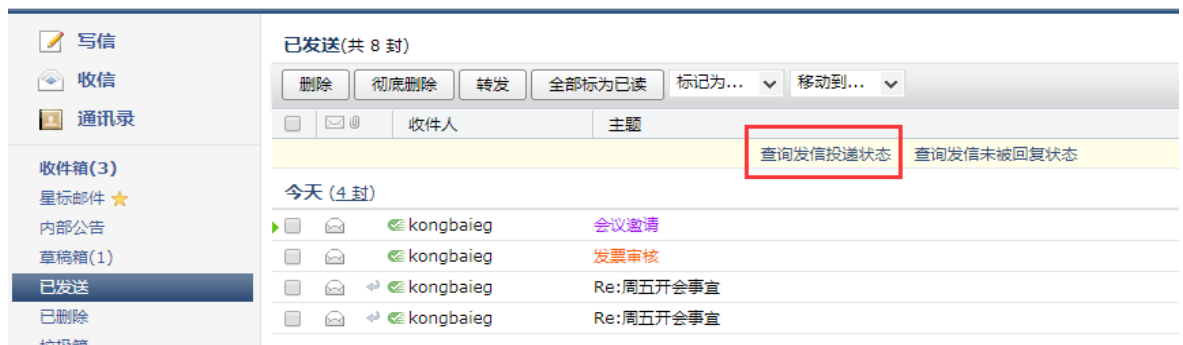 写信
收信
通讯录
收件箱(3)
星标邮件
内部公告
草稿箱(1)
已发送
已删除
垃圾箱
已发送(共 8 封)
删除 彻底删除 转发 全部标为已读 标记为... 移动到...
收件人 主题
查询发信投递状态 查询发信未被回复状态
今天 (4 封)
kongbaieg 会议邀请
kongbaieg 发票审核
kongbaieg Re:周五开会事宜
kongbaieg Re:周五开会事宜